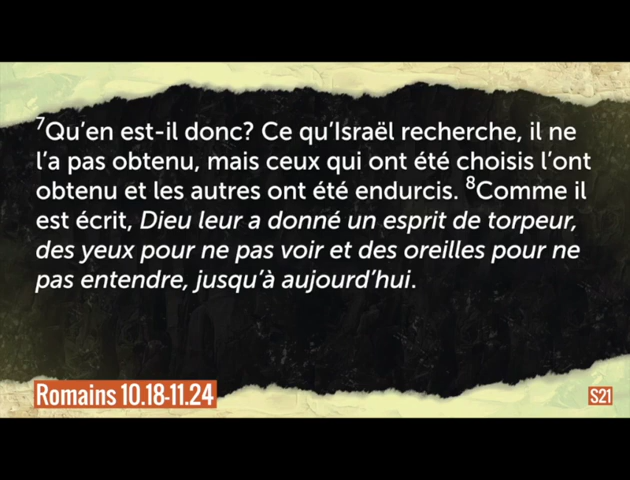 ⁷Qu’en est-il donc? Ce qu’Israël recherche, il ne
l’a pas obtenu, mais ceux qui ont été choisis l’ont
obtenu et les autres ont été endurcis. ⁸Comme il
est écrit, Dieu leur a donné un esprit de torpeur,
des yeux pour ne pas voir et des oreilles pour ne
pas entendre, jusqu’à aujourd’hui.
Romains 10.18-11.24
S21